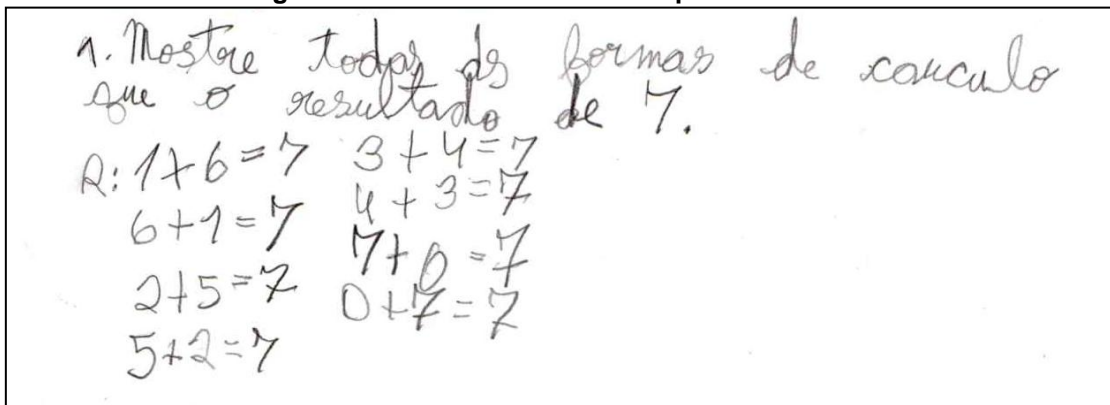 1. Mostre todas as formas de caucculo
que o resultado de 7.
R: 1+6=7
6+1=7
2+5=7
5+2=7
3+4=7
4+3=7
7+0=7
0+7=7